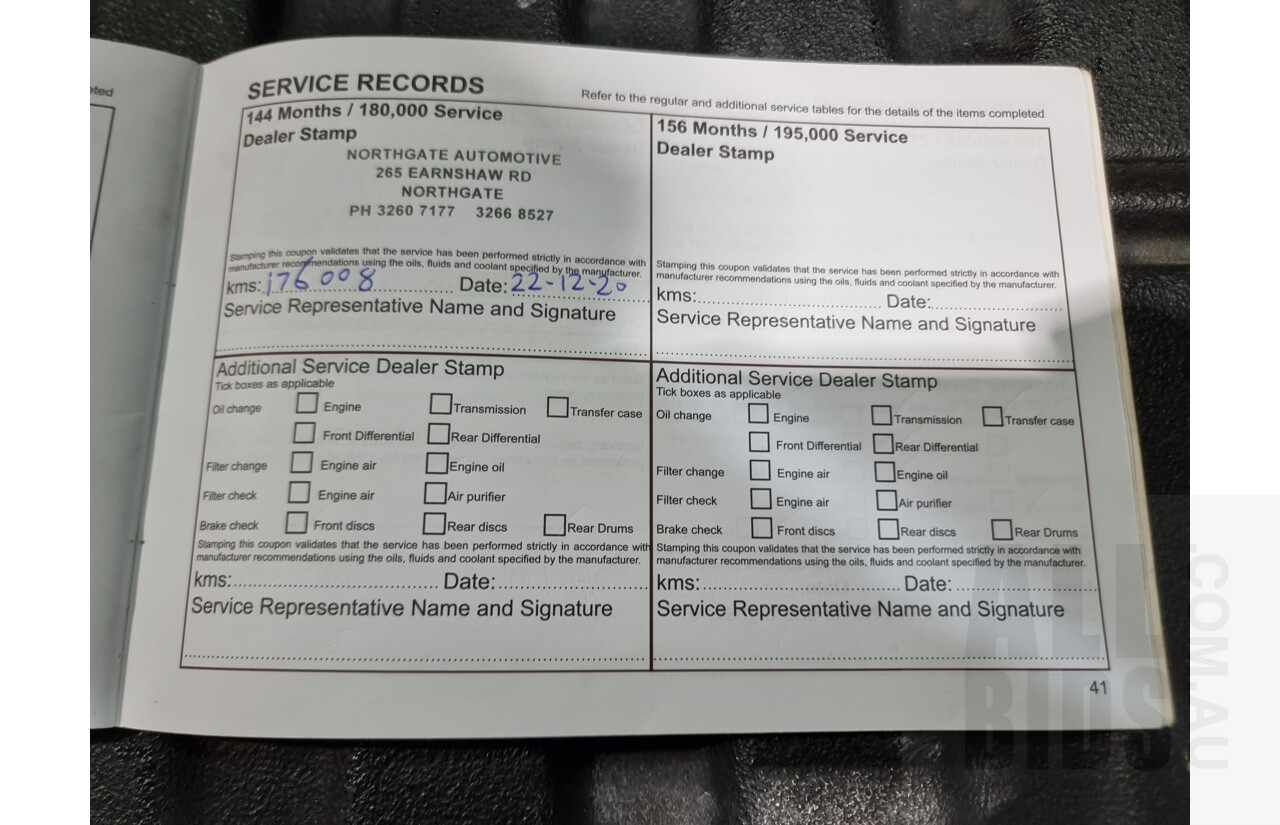 eted
SERVICE RECORDS
Refer to the regular and additional service tables for the details of the items completed
144 Months / 180,000 Service
Dealer Stamp
NORTHGATE AUTOMOTIVE
265 EARNSHAW RD
NORTHGATE
PH 3260 7177 3266 8527
Stamping this coupon validates that the service has been performed strictly in accordance with
manufacturer recommendations using the oils, fluids and coolant specified by the manufacturer.
kms: 176008 Date: 22-12-20
Service Representative Name and Signature
156 Months / 195,000 Service
Dealer Stamp
Stamping this coupon validates that the service has been performed strictly in accordance with
manufacturer recommendations using the oils, fluids and coolant specified by the manufacturer.
kms: Date:
Service Representative Name and Signature
Additional Service Dealer Stamp
Tick boxes as applicable
Oil change Engine Transmission Transfer case
Front Differential Rear Differential
Filter change Engine air Engine oil
Filter check Engine air Air purifier
Brake check Front discs Rear discs Rear Drums
Stamping this coupon validates that the service has been performed strictly in accordance with
manufacturer recommendations using the oils, fluids and coolant specified by the manufacturer.
kms: Date:
Service Representative Name and Signature
Additional Service Dealer Stamp
Tick boxes as applicable
Oil change Engine Transmission Transfer case
Front Differential Rear Differential
Filter change Engine air Engine oil
Filter check Engine air Air purifier
Brake check Front discs Rear discs Rear Drums
Stamping this coupon validates that the service has been performed strictly in accordance with
manufacturer recommendations using the oils, fluids and coolant specified by the manufacturer.
kms: Date:
Service Representative Name and Signature
41
ALL
BIDS
.COM.AU